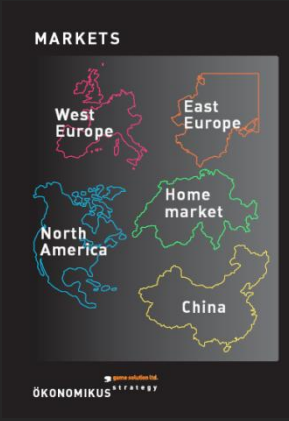 MARKETS
West
Europe
East
Europe
Home
market
North
America
China
game solution ltd.
ÖKONOMIKUS strategy